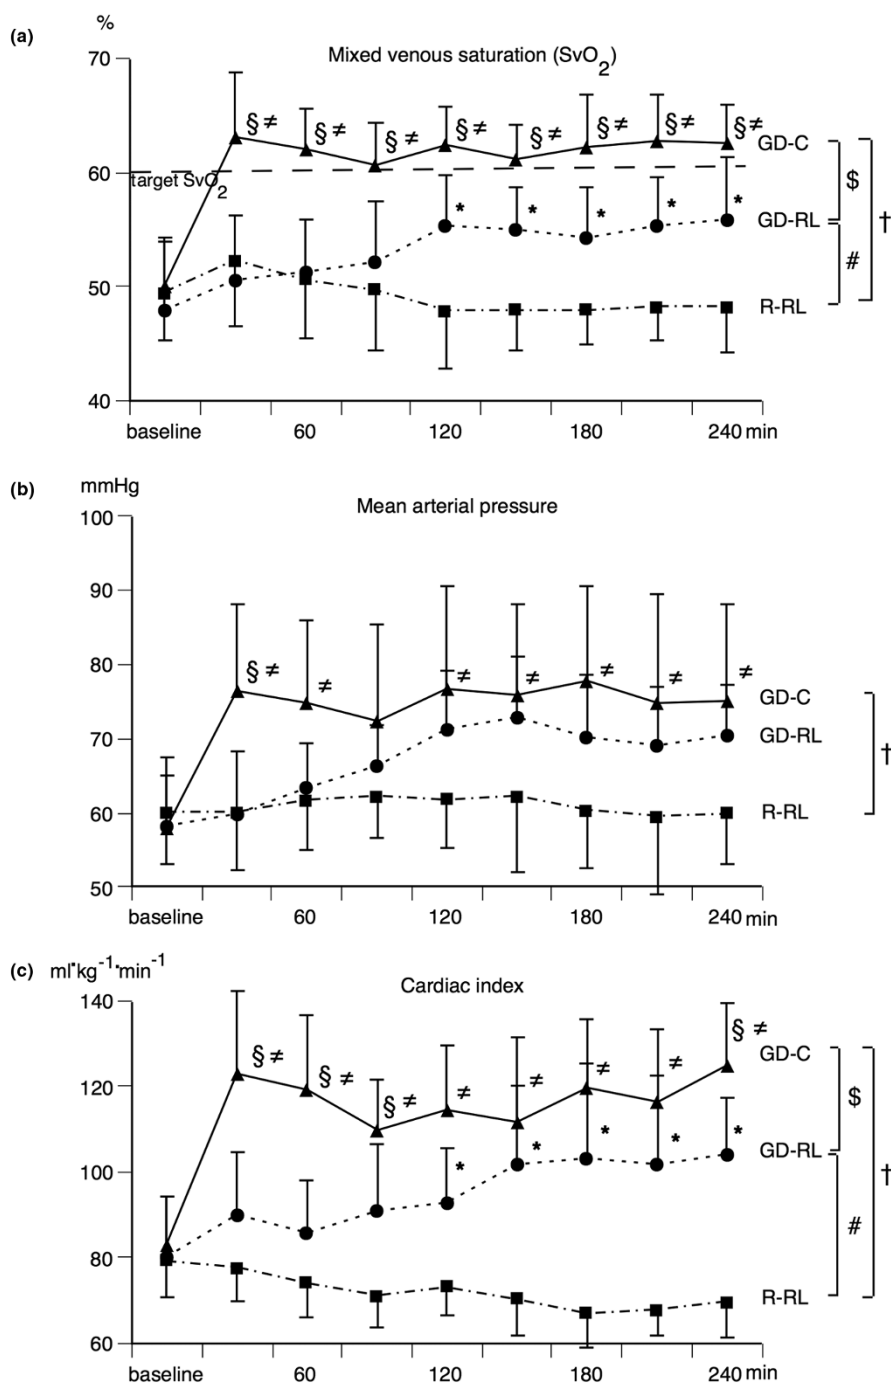 %
(a)
Mixed venous saturation (SvO2)
70
§ ≠ § ≠ § ≠ § ≠ § ≠ § ≠ § ≠ §≠
GD-C
60
target SvO2
$
* * * * *
GD-RL
†
50
#
R-RL
40
baseline 60 120 180 240 min
(b)
mmHg
Mean arterial pressure
100
90
80
§ ≠ ≠ ≠ ≠ ≠ ≠ ≠
GD-C
70
GD-RL
†
60
R-RL
50
baseline 60 120 180 240 min
(c)
ml·kg-1·min-1
Cardiac index
140
§ ≠ § ≠ § ≠ ≠ ≠ ≠ ≠ § ≠
GD-C
120
$
* * * * *
GD-RL
100
†
#
80
R-RL
60
baseline 60 120 180 240 min